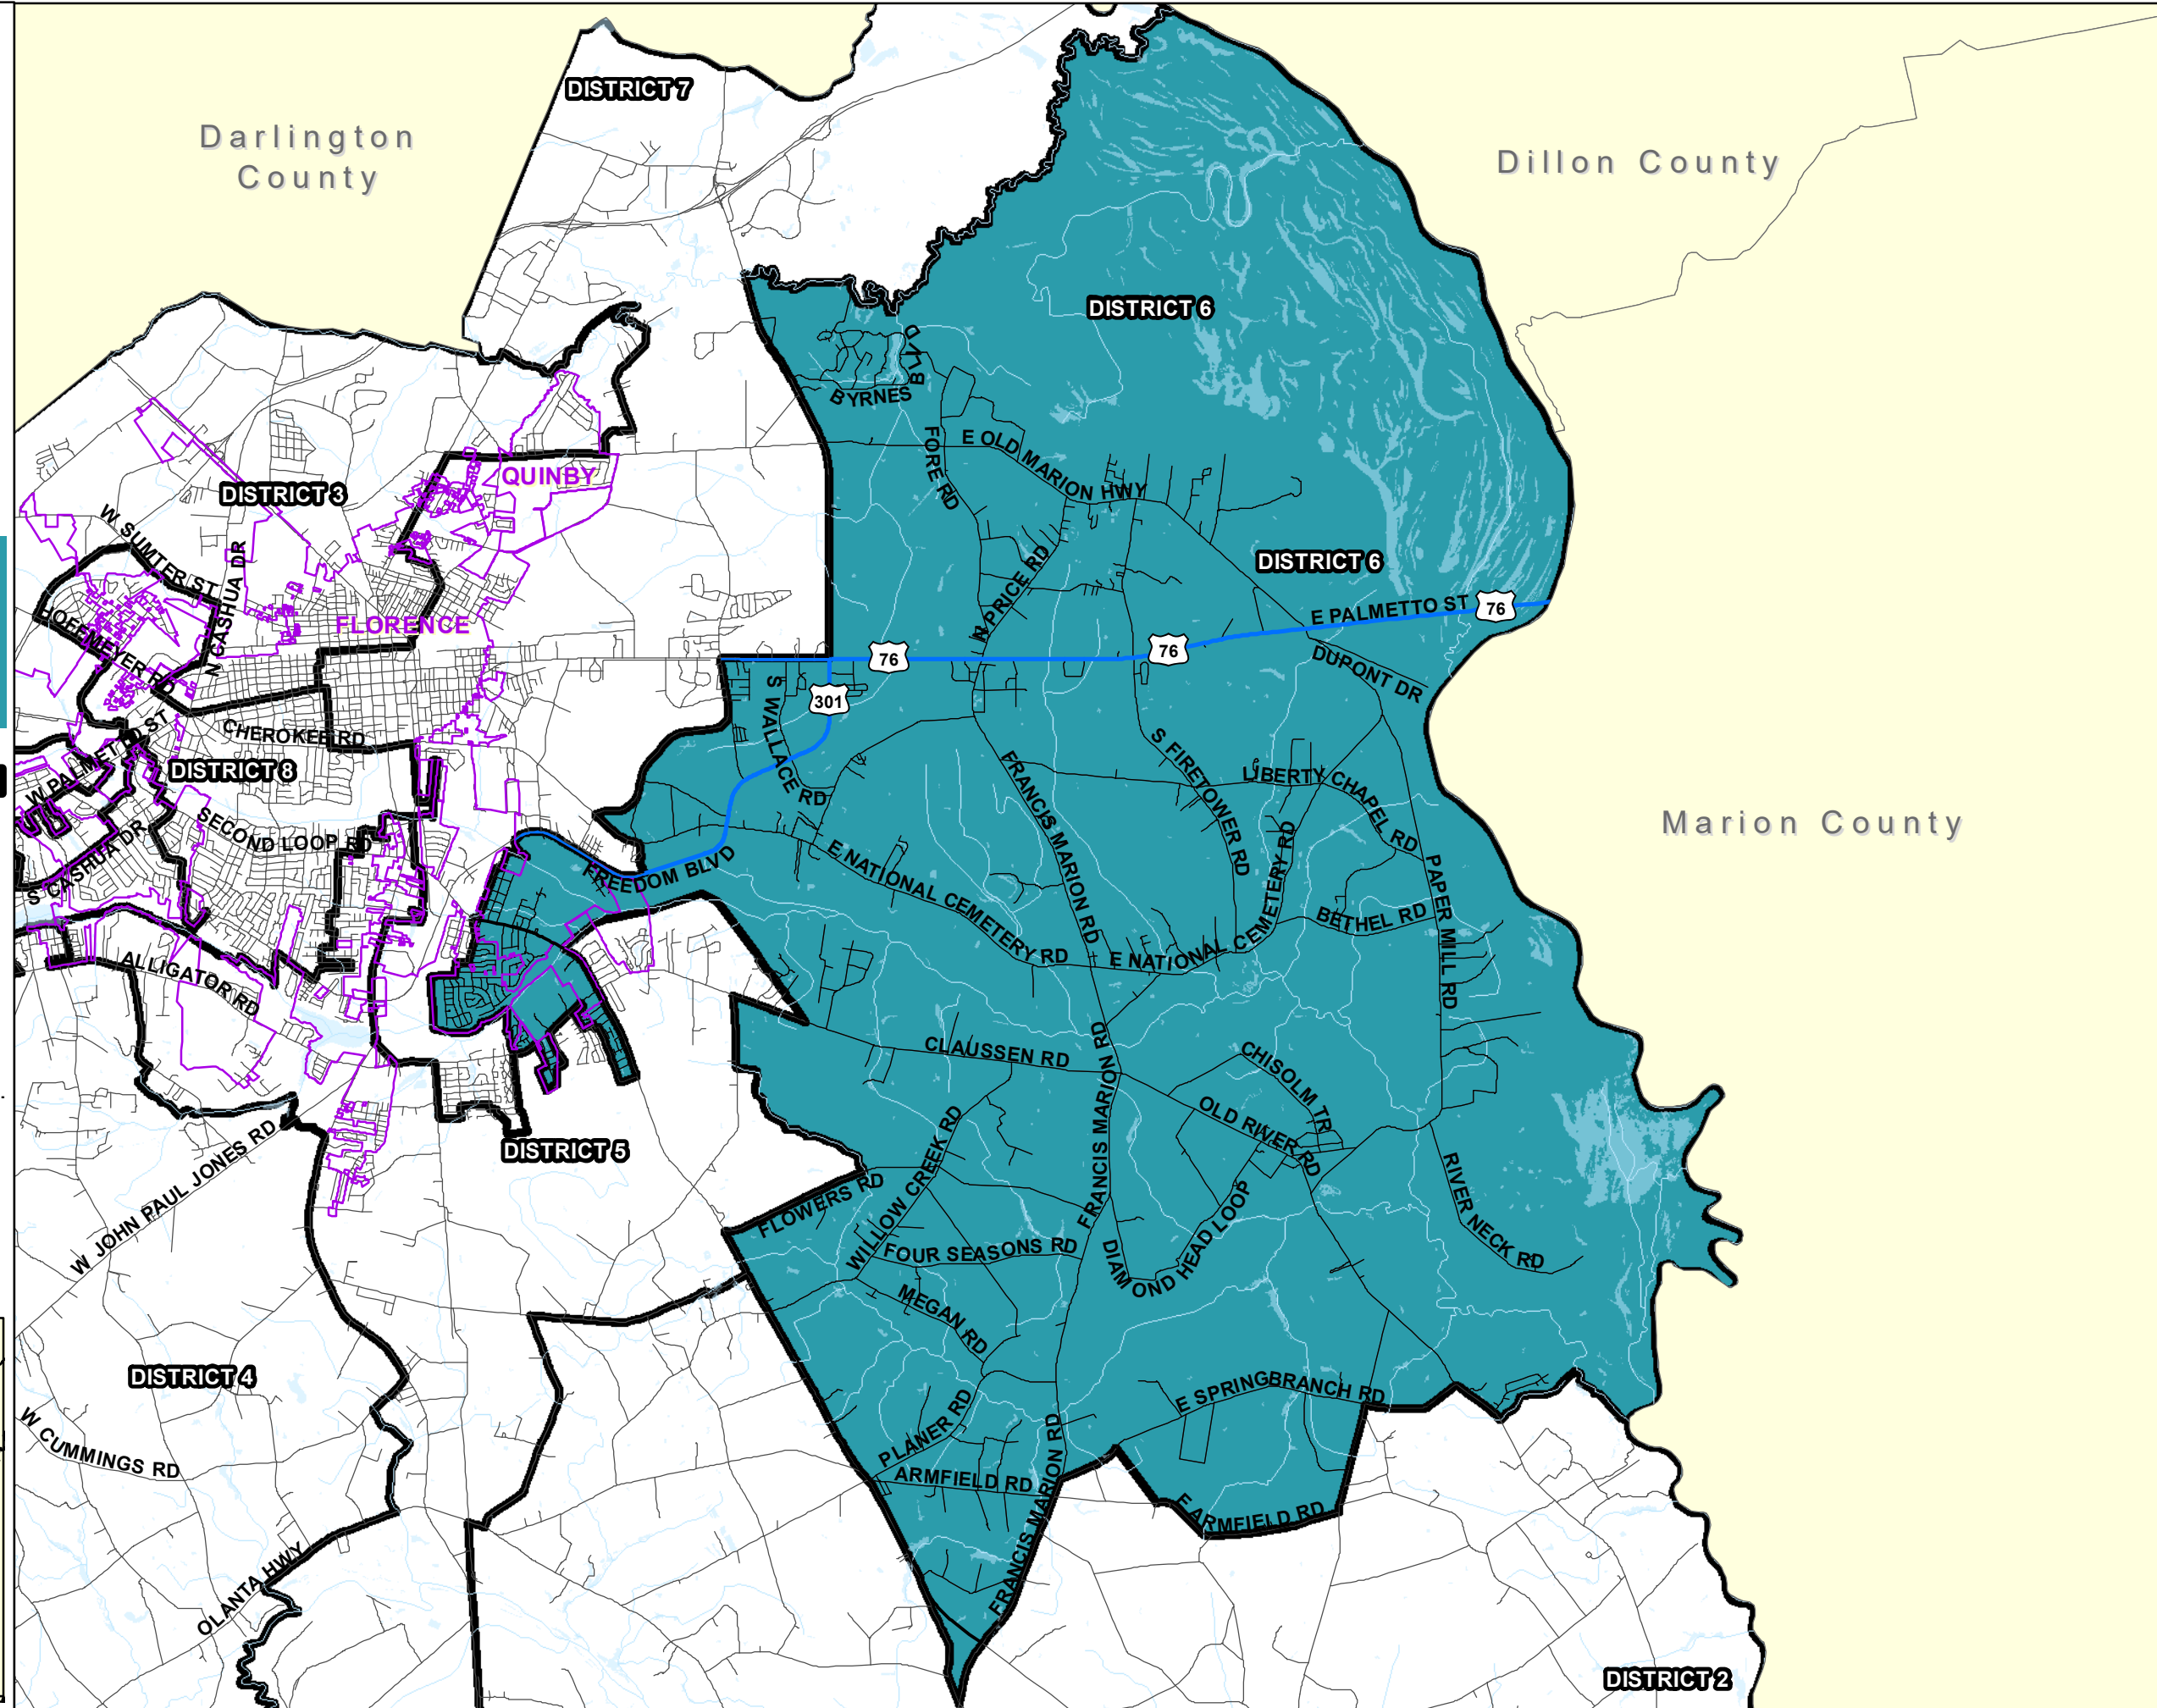 DISTRICT 7
Darlington
County
Dillon County
DISTRICT 6
BLVD
BYRNES
E OLD MARION HWY
FORE RD
QUINBY
DISTRICT 3
W SUMTER ST
N CASHUA DR
N PRICE RD
DISTRICT 6
E PALMETTO ST
76
FLORENCE
HOFFMEYER RD
76
76
DUPONT DR
301
S WALLACE RD
CHEROKEE RD
W PALMETTO ST
DISTRICT 8
S FIRETOWER RD
LIBERTY CHAPEL RD
FRANCIS MARION RD
Marion County
SECOND LOOP RD
S CASHUA DR
FREEDOM BLVD
E NATIONAL CEMETERY RD
E NATIONAL CEMETERY RD
BETHEL RD
PAPER MILL RD
ALLIGATOR RD
CLAUSSEN RD
FRANCIS MARION RD
CHISOLM TR
OLD RIVER RD
DISTRICT 5
W JOHN PAUL JONES RD
FLOWERS RD
WILLOW CREEK RD
FOUR SEASONS RD
DIAMOND HEAD LOOP
RIVER NECK RD
MEGAN RD
DISTRICT 4
E SPRINGBRANCH RD
W CUMMINGS RD
PLANER RD
ARMFIELD RD
FRANCIS MARION RD
E ARMFIELD RD
OLANTA HWY
DISTRICT 2